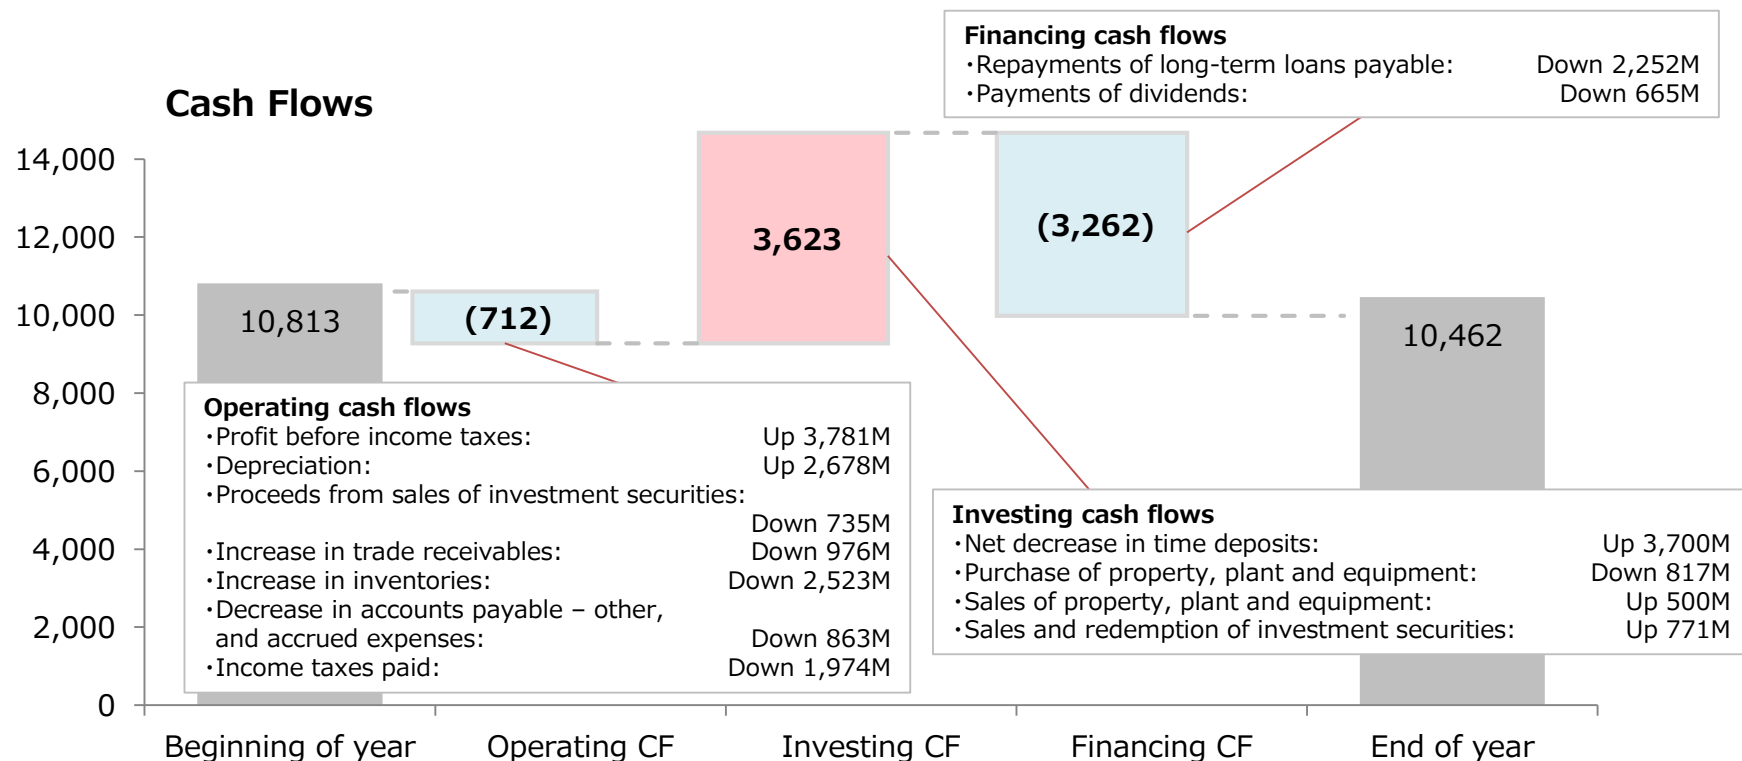 Cash Flows
Financing cash flows
･Repayments of long-term loans payable: Down 2,252M
･Payments of dividends: Down 665M
14,000
12,000
10,000
8,000
6,000
4,000
2,000
0
10,813
(712)
3,623
(3,262)
10,462
Operating cash flows
･Profit before income taxes: Up 3,781M
･Depreciation: Up 2,678M
･Proceeds from sales of investment securities:
Down 735M
･Increase in trade receivables: Down 976M
･Increase in inventories: Down 2,523M
･Decrease in accounts payable – other,
and accrued expenses: Down 863M
･Income taxes paid: Down 1,974M
Investing cash flows
･Net decrease in time deposits: Up 3,700M
･Purchase of property, plant and equipment: Down 817M
･Sales of property, plant and equipment: Up 500M
･Sales and redemption of investment securities: Up 771M
Beginning of year
Operating CF
Investing CF
Financing CF
End of year